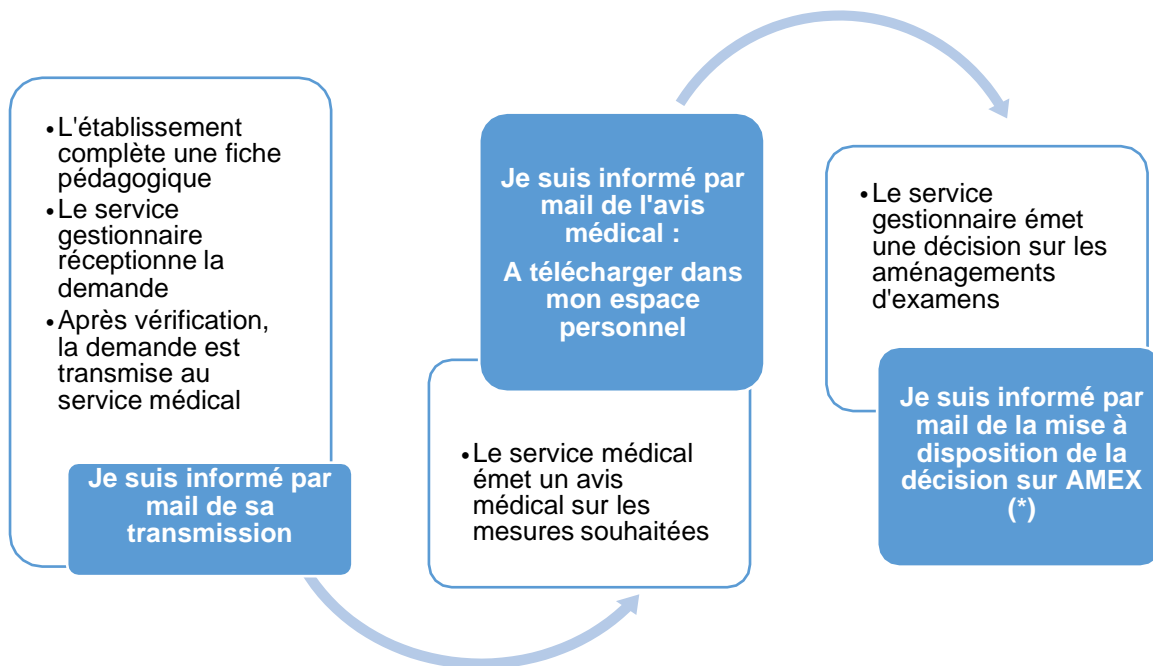 •L'établissement
complète une fiche
pédagogique
•Le service
gestionnaire
réceptionne la
demande
•Après vérification,
la demande est
transmise au
service médical
Je suis informé par
mail de sa
transmission
Je suis informé par
mail de l'avis
médical :
A télécharger dans
mon espace
personnel
•Le service médical
émet un avis
médical sur les
mesures souhaitées
•Le service
gestionnaire émet
une décision sur les
aménagements
d'examens
Je suis informé par
mail de la mise à
disposition de la
décision sur AMEX
(*)